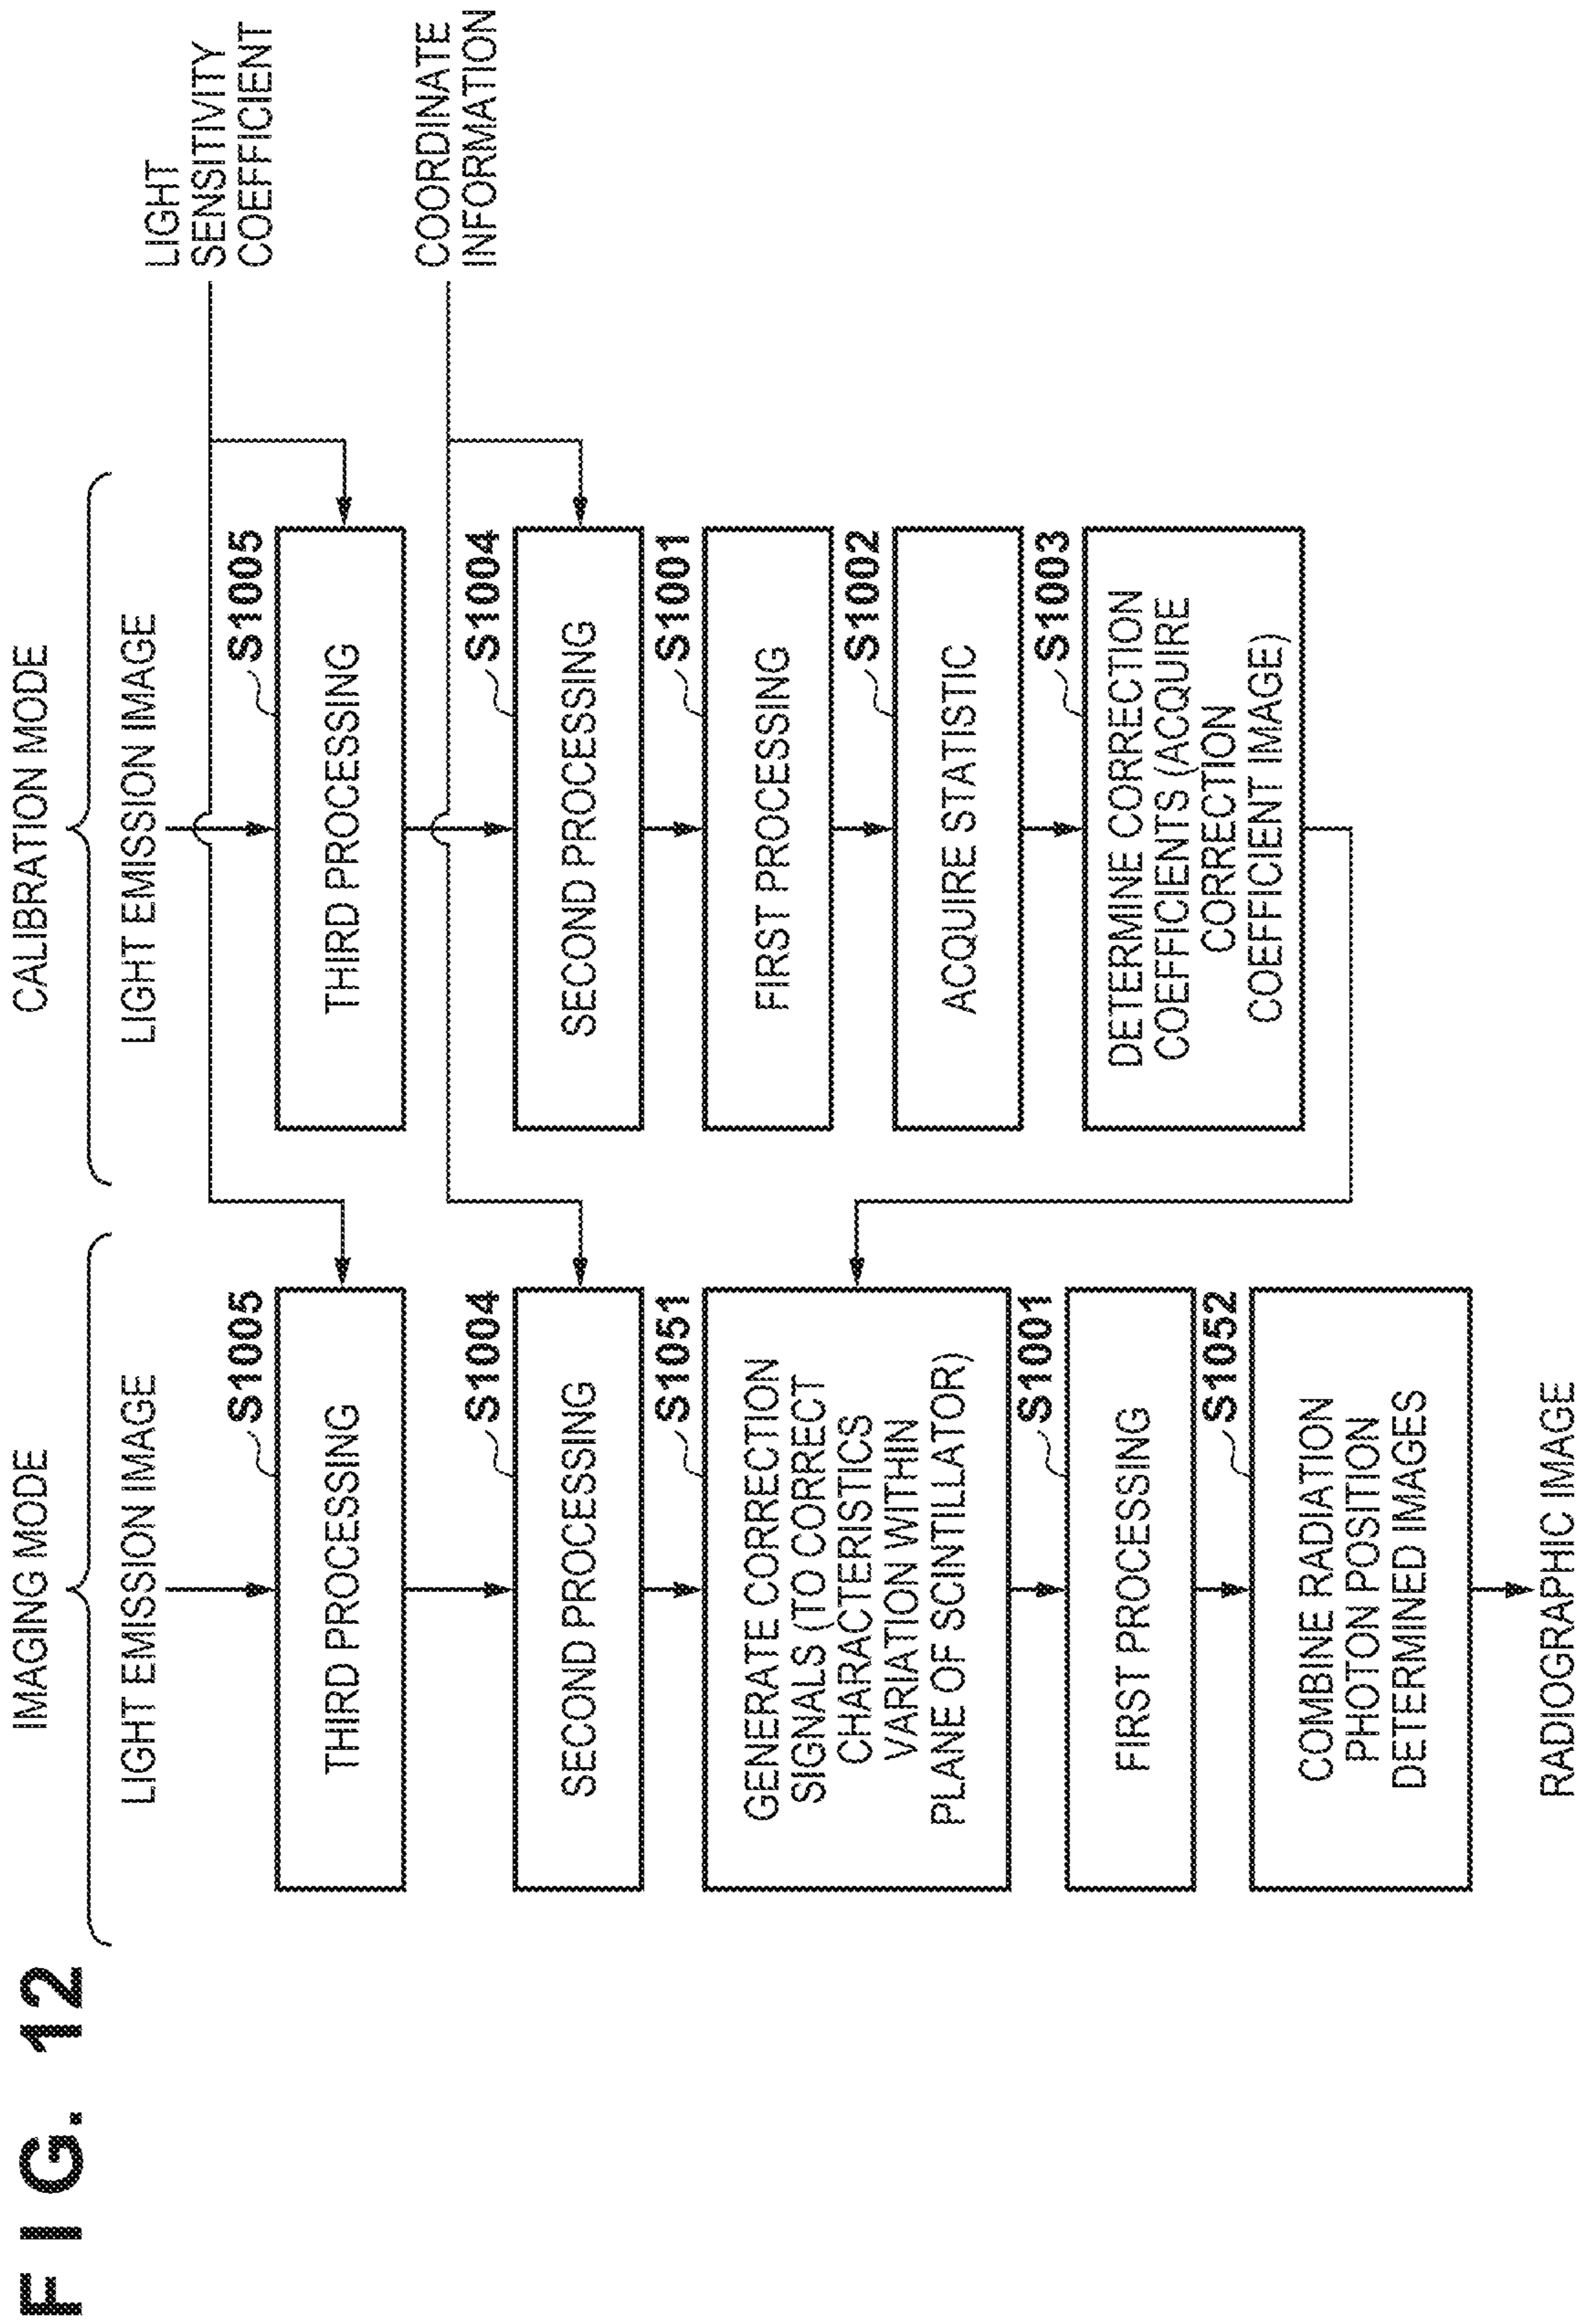 FIG. 12
IMAGING MODE
LIGHT EMISSION IMAGE
S1005
THIRD PROCESSING
S1004
SECOND PROCESSING
S1051
GENERATE CORRECTION
SIGNALS (TO CORRECT
CHARACTERISTICS
VARIATION WITHIN
PLANE OF SCINTILLATOR)
S1001
FIRST PROCESSING
S1052
COMBINE RADIATION
PHOTON POSITION
DETERMINED IMAGES
RADIOGRAPHIC IMAGE
CALIBRATION MODE
LIGHT EMISSION IMAGE
S1005
THIRD PROCESSING
S1004
SECOND PROCESSING
S1001
FIRST PROCESSING
S1002
ACQUIRE STATISTIC
S1003
DETERMINE CORRECTION
COEFFICIENTS (ACQUIRE
CORRECTION
COEFFICIENT IMAGE)
LIGHT
SENSITIVITY
COEFFICIENT
COORDINATE
INFORMATION